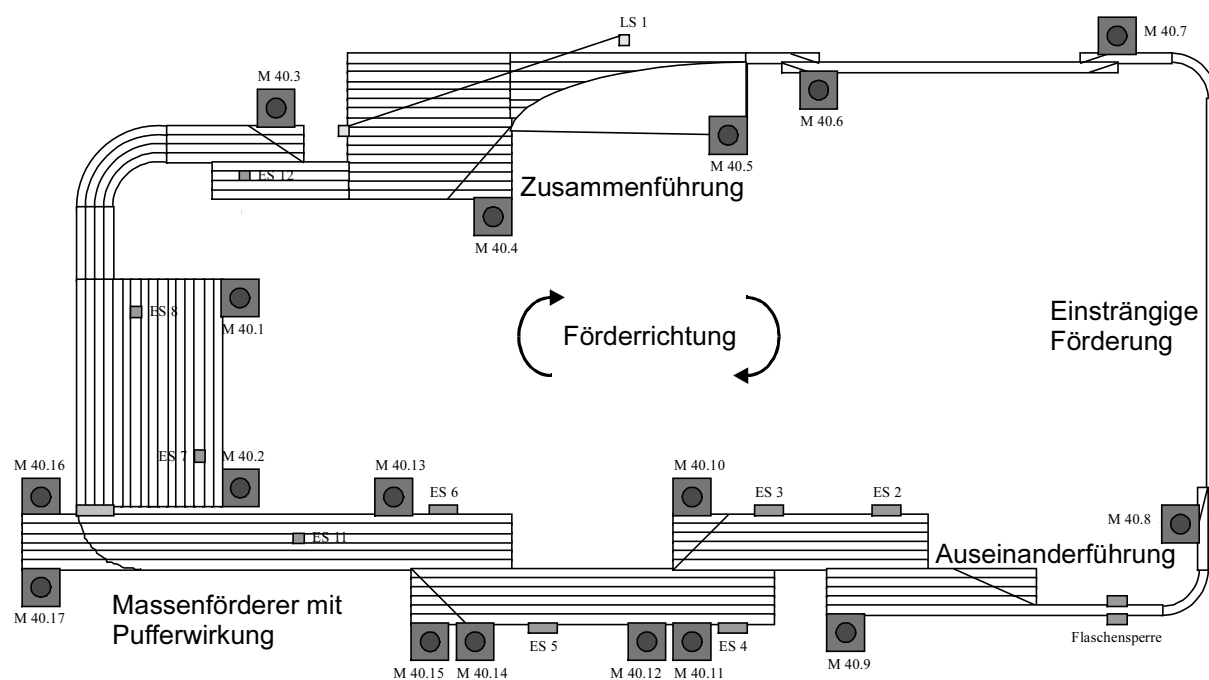 LS 1
M 40.7
M 40.3
M 40.6
M 40.5
ES 12
Zusammenführung
M 40.4
ES 8
M 40.1
Förderrichtung
Einsträngige
Förderung
ES 7
M 40.2
M 40.16
M 40.13
ES 6
M 40.10
ES 3
ES 2
M 40.8
ES 11
Auseinanderführung
M 40.17
Massenförderer mit
Pufferwirkung
M 40.15
M 40.14
ES 5
M 40.12
M 40.11
ES 4
M 40.9
Flaschensperre